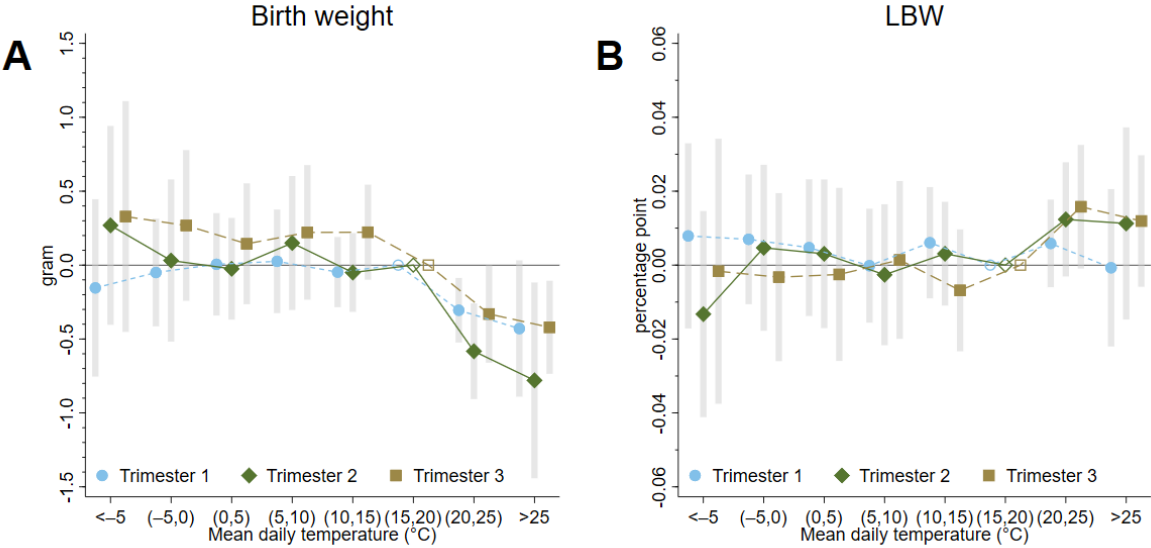 Birth weight
A
gram
1.5
1.0
0.5
0.0
-0.5
-1.0
-1.5
Trimester 1
Trimester 2
Trimester 3
<–5
(–5,0)
(0,5)
(5,10)
(10,15)
(15,20)
(20,25)
>25
Mean daily temperature (°C)
LBW
B
percentage point
0.06
0.04
0.02
0.00
-0.02
-0.04
-0.06
Trimester 1
Trimester 2
Trimester 3
<–5
(–5,0)
(0,5)
(5,10)
(10,15)
(15,20)
(20,25)
>25
Mean daily temperature (°C)